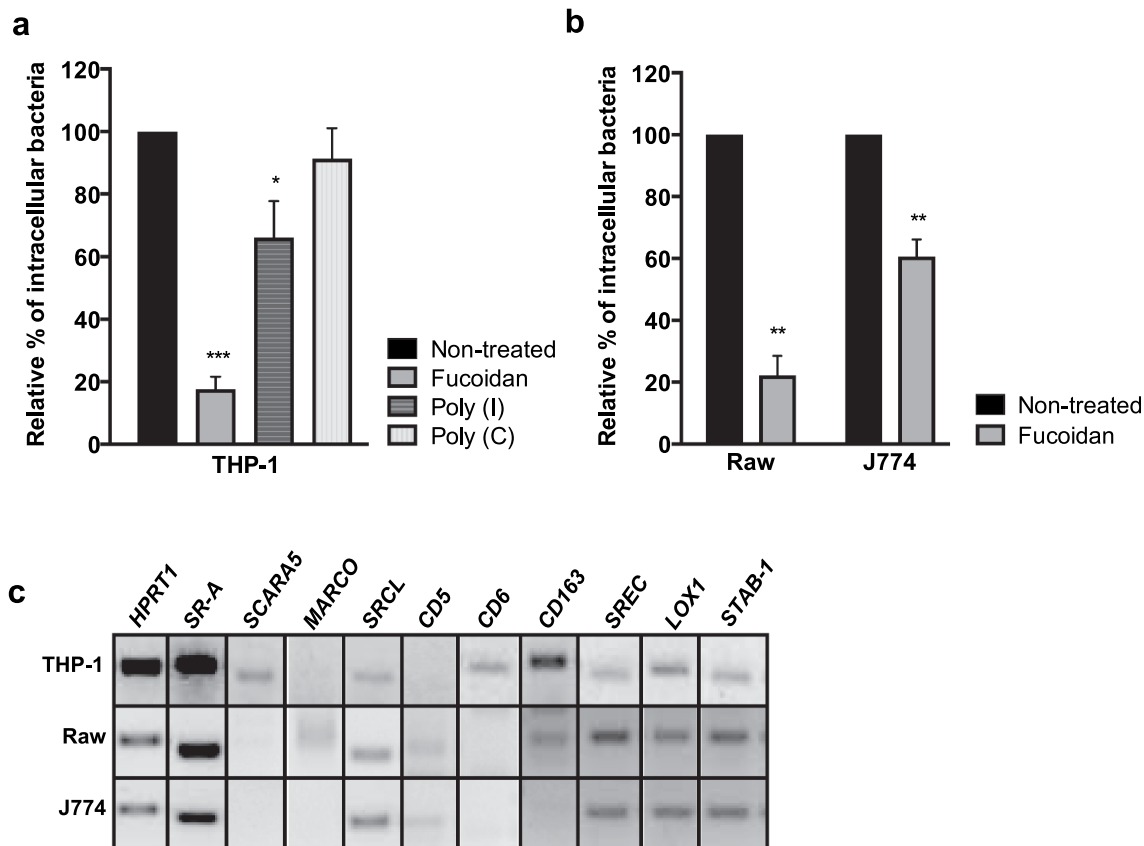 a
Relative % of intracellular bacteria
120
100
80
60
40
20
0
***
*
THP-1
Non-treated
Fucoidan
Poly (I)
Poly (C)
b
Relative % of intracellular bacteria
120
100
80
60
40
20
0
**
**
Raw J774
Non-treated
Fucoidan
c
HPRT1 SR-A SCARA5 MARCO SRCL CD5 CD6 CD163 SREC LOX1 STAB-1
THP-1
Raw
J774